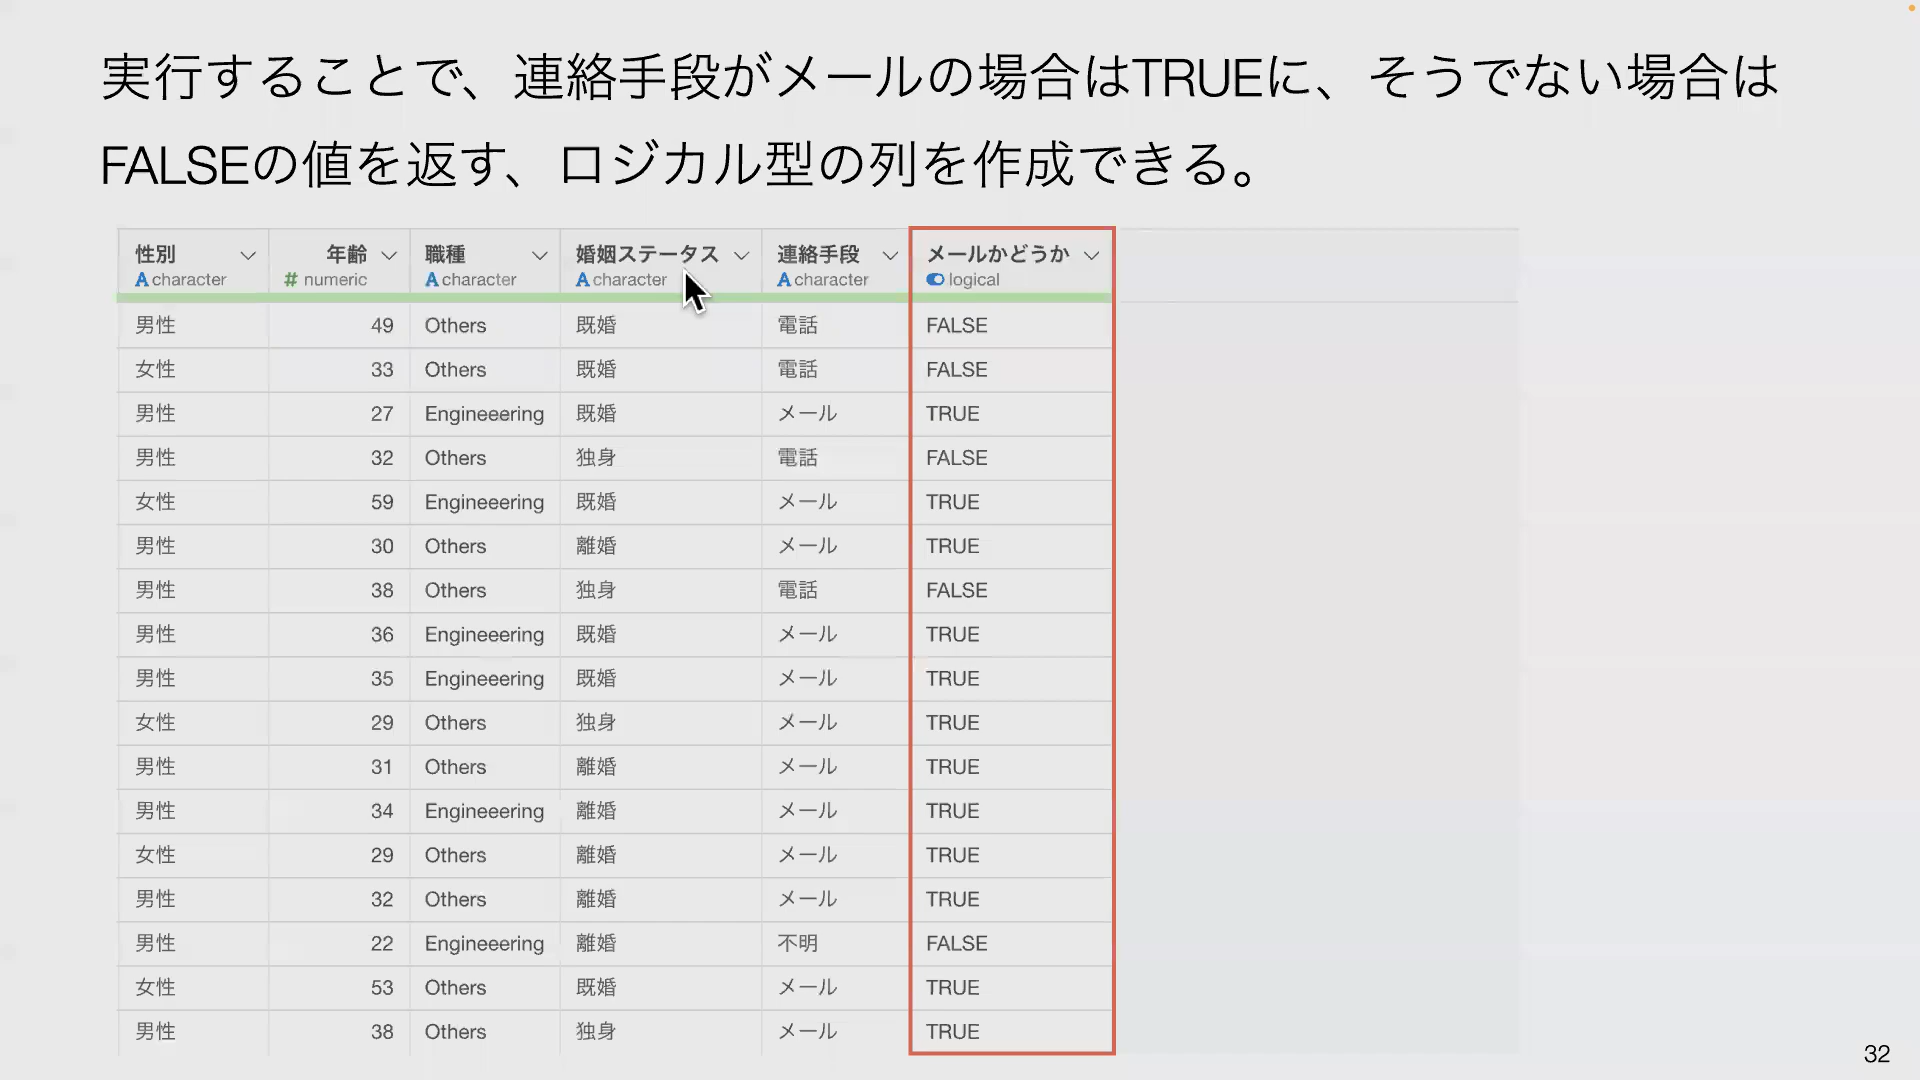 実行することで、連絡手段がメールの場合はTRUEに、そうでない場合は
FALSEの値を返す、ロジカル型の列を作成できる。
性別 年齢 職種 婚姻ステータス 連絡手段 メールかどうか
character numeric character character character logical
男性 49 Others 既婚 電話 FALSE
女性 33 Others 既婚 電話 FALSE
男性 27 Engineeering 既婚 メール TRUE
男性 32 Others 独身 電話 FALSE
女性 59 Engineeering 既婚 メール TRUE
男性 30 Others 離婚 メール TRUE
男性 38 Others 独身 電話 FALSE
男性 36 Engineeering 既婚 メール TRUE
男性 35 Engineeering 既婚 メール TRUE
女性 29 Others 独身 メール TRUE
男性 31 Others 離婚 メール TRUE
男性 34 Engineeering 離婚 メール TRUE
女性 29 Others 離婚 メール TRUE
男性 32 Others 離婚 メール TRUE
男性 22 Engineeering 離婚 不明 FALSE
女性 53 Others 既婚 メール TRUE
男性 38 Others 独身 メール TRUE
32